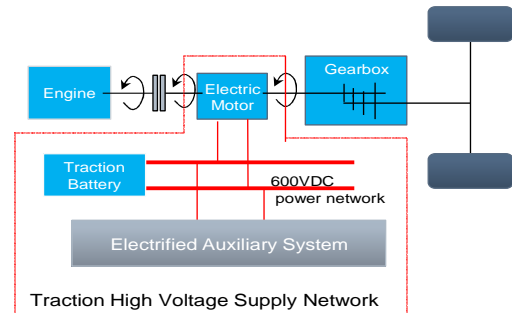 Gearbox
Engine
Electric
Motor
Traction
Battery
600VDC
power network
Electrified Auxiliary System
Traction High Voltage Supply Network